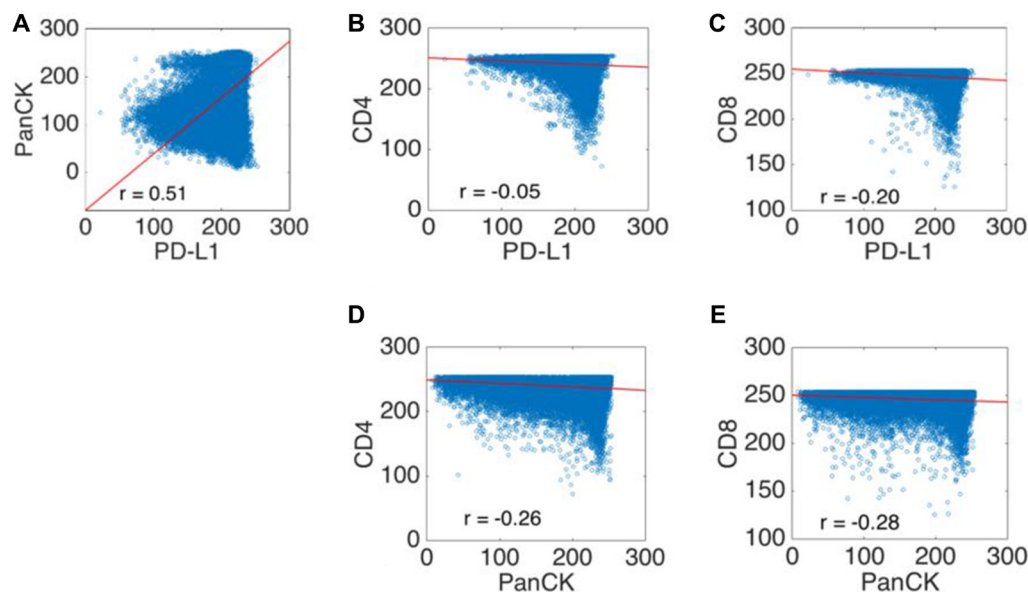 A
300
200
100
0
PanCK
r = 0.51
0 100 200 300
PD-L1
B
300
200
100
0
CD4
r = -0.05
0 100 200 300
PD-L1
C
300
250
200
150
100
CD8
r = -0.20
0 100 200 300
PD-L1
D
300
200
100
0
CD4
r = -0.26
0 100 200 300
PanCK
E
300
250
200
150
100
CD8
r = -0.28
0 100 200 300
PanCK